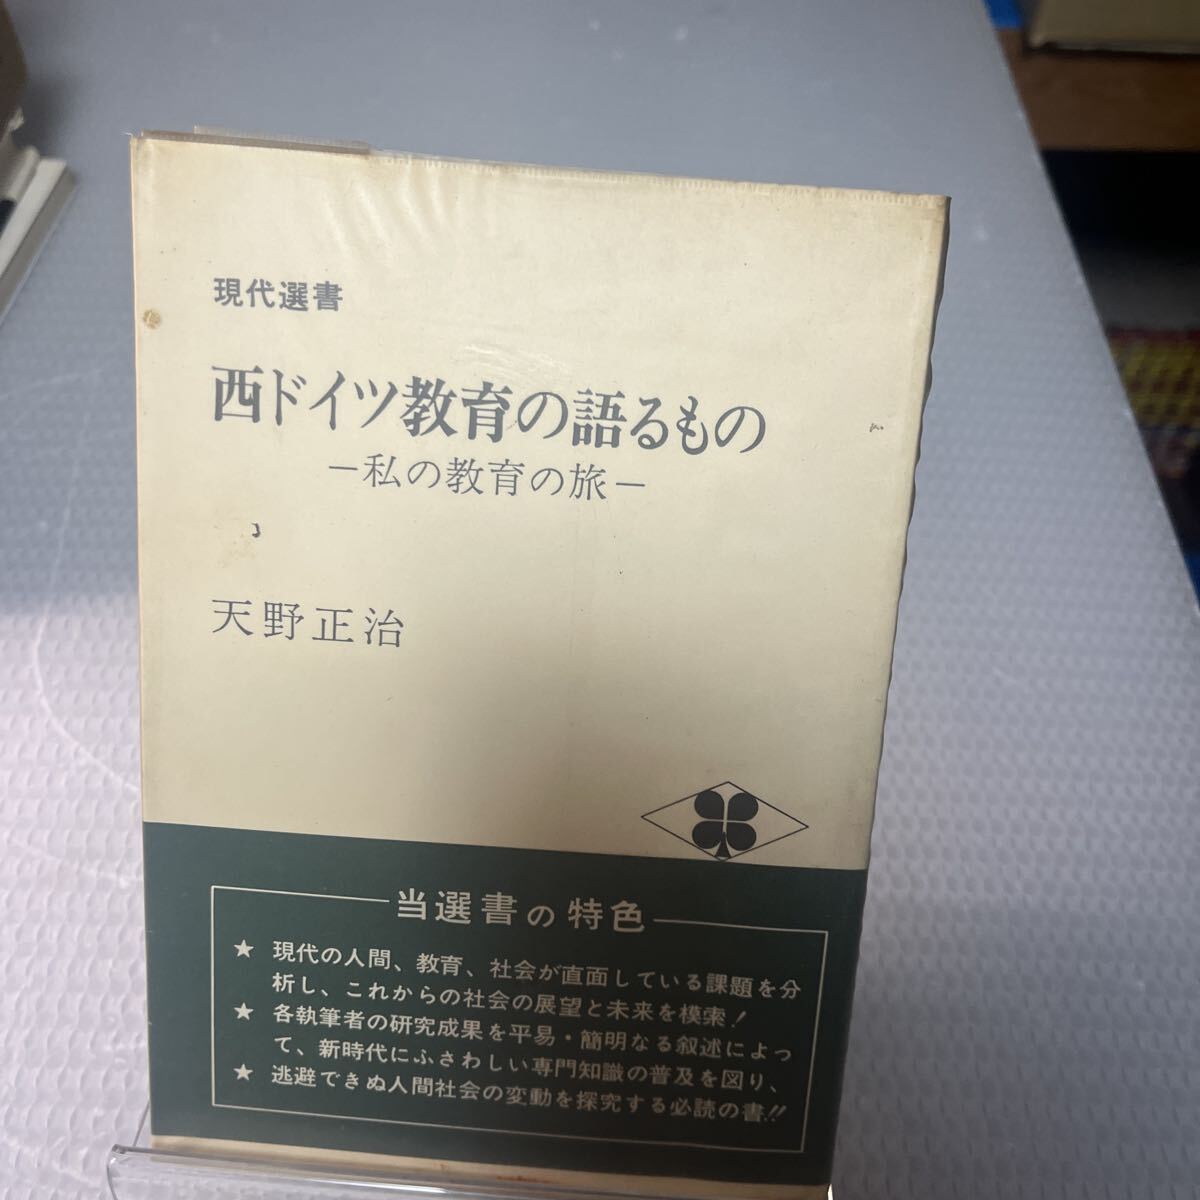 現代選書
西ドイツ教育の語るもの
－私の教育の旅－
天野正治
当選書の特色
★ 現代の人間、教育、社会が直面している課題を分
析し、これからの社会の展望と未来を模索！
★ 各執筆者の研究成果を平易・簡明なる叙述によっ
て、新時代にふさわしい専門知識の普及を図り、
★ 逃避できぬ人間社会の変動を探究する必読の書!!